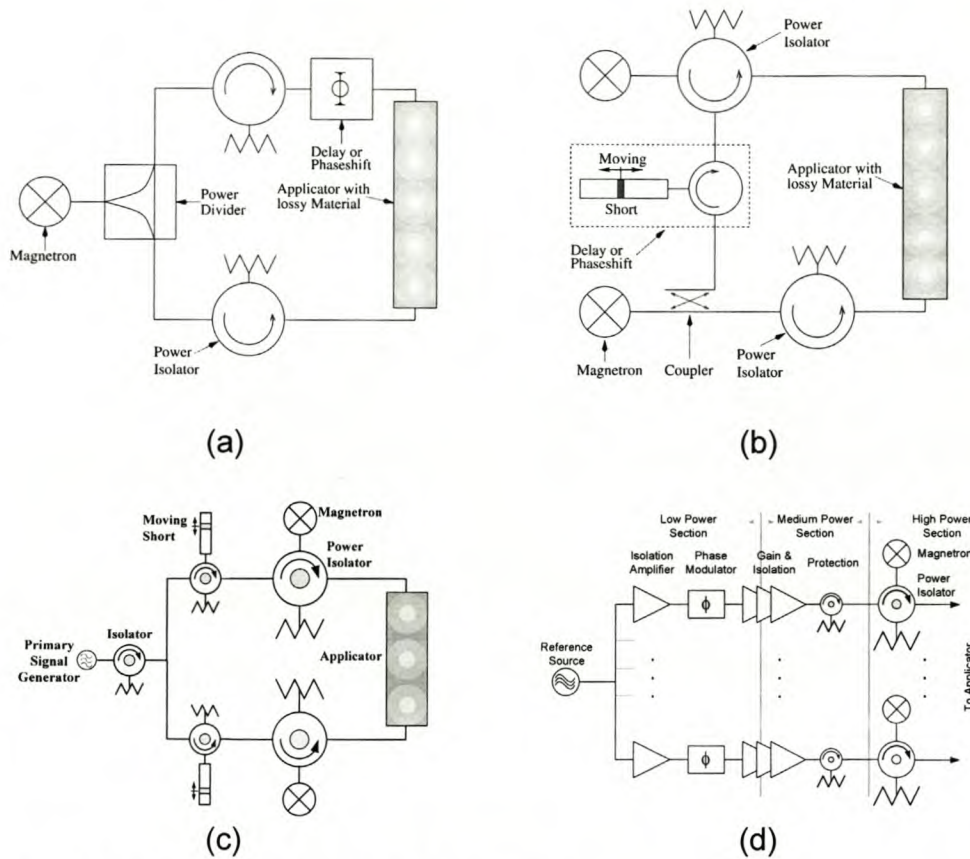 Power
Isolator
Delay or
Phaseshift
Applicator with
lossy Material
Power
Divider
Magnetron
Power
Isolator
(a)
Power
Isolator
Moving
Short
Applicator with
lossy Material
Delay or
Phaseshift
Magnetron
Coupler
Power
Isolator
(b)
Moving
Short
Magnetron
Power
Isolator
Isolator
Primary
Signal
Generator
Applicator
(c)
Low Power
Section
Medium Power
Section
High Power
Section
Isolation
Amplifier
Phase
Modulator
Gain &
Isolation
Protection
Magnetron
Power
Isolator
ϕ
Reference
Source
To Applicator
ϕ
(d)